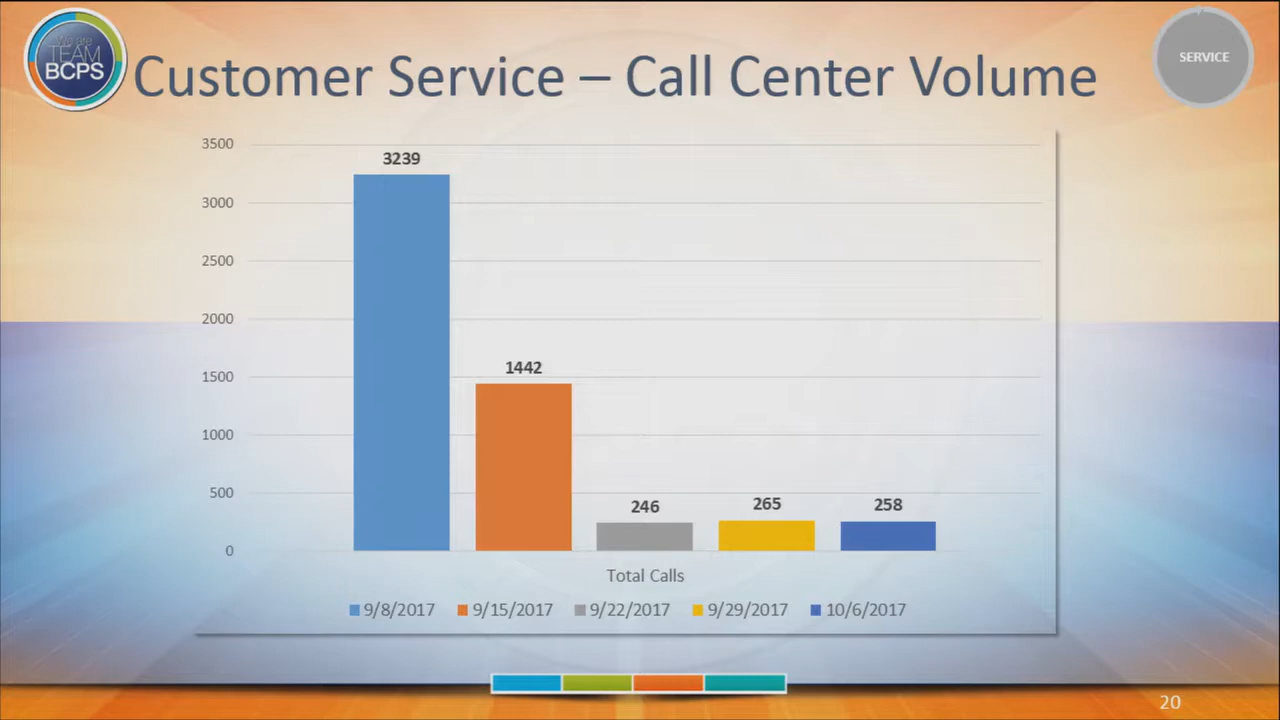 We are
TEAM
BCPS
Customer Service – Call Center Volume
SERVICE
3500
3000
2500
2000
1500
1000
500
0
3239
1442
246
265
258
Total Calls
9/8/2017 9/15/2017 9/22/2017 9/29/2017 10/6/2017
20